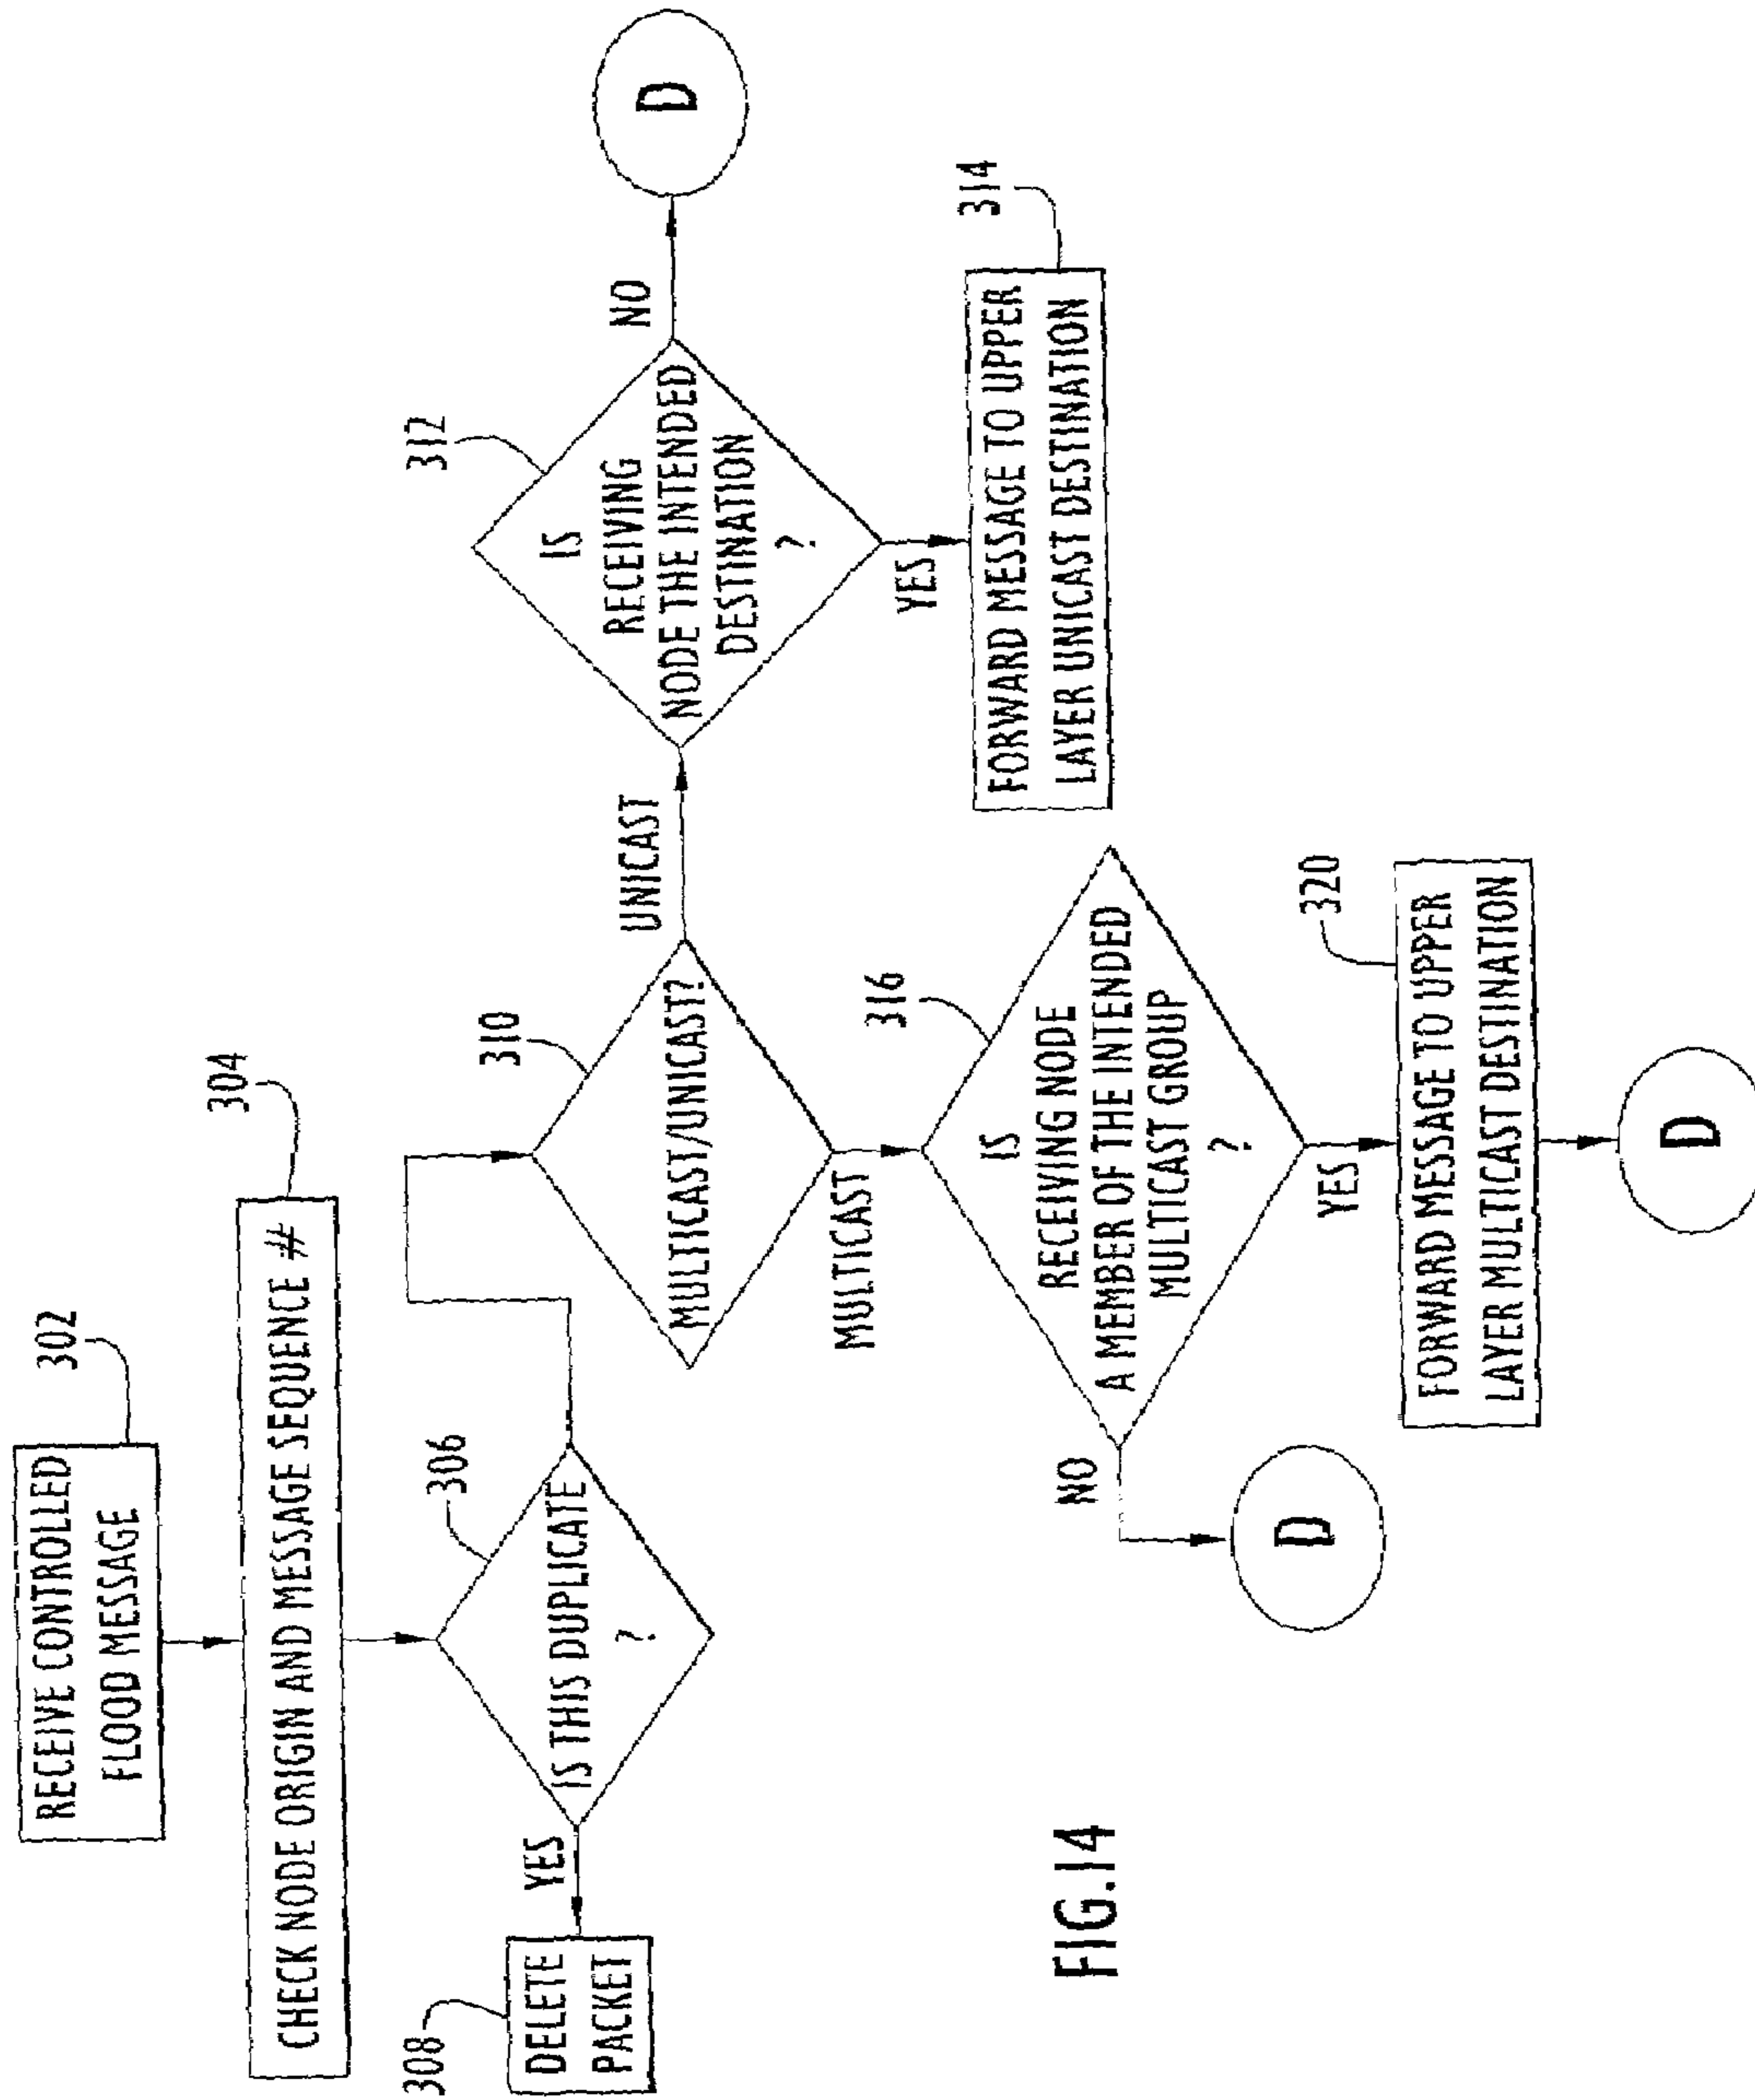 302
RECEIVE CONTROLLED
FLOOD MESSAGE
304
CHECK NODE ORIGIN AND MESSAGE SEQUENCE #
306
IS THIS DUPLICATE
?
YES
308
DELETE
PACKET
310
MULTICAST/UNICAST?
UNICAST
312
IS
RECEIVING
NODE THE INTENDED
DESTINATION
?
NO
D
YES
314
FORWARD MESSAGE TO UPPER
LAYER UNICAST DESTINATION
MULTICAST
316
IS
RECEIVING NODE
A MEMBER OF THE INTENDED
MULTICAST GROUP
?
NO
D
YES
320
FORWARD MESSAGE TO UPPER
LAYER MULTICAST DESTINATION
D
FIG.14